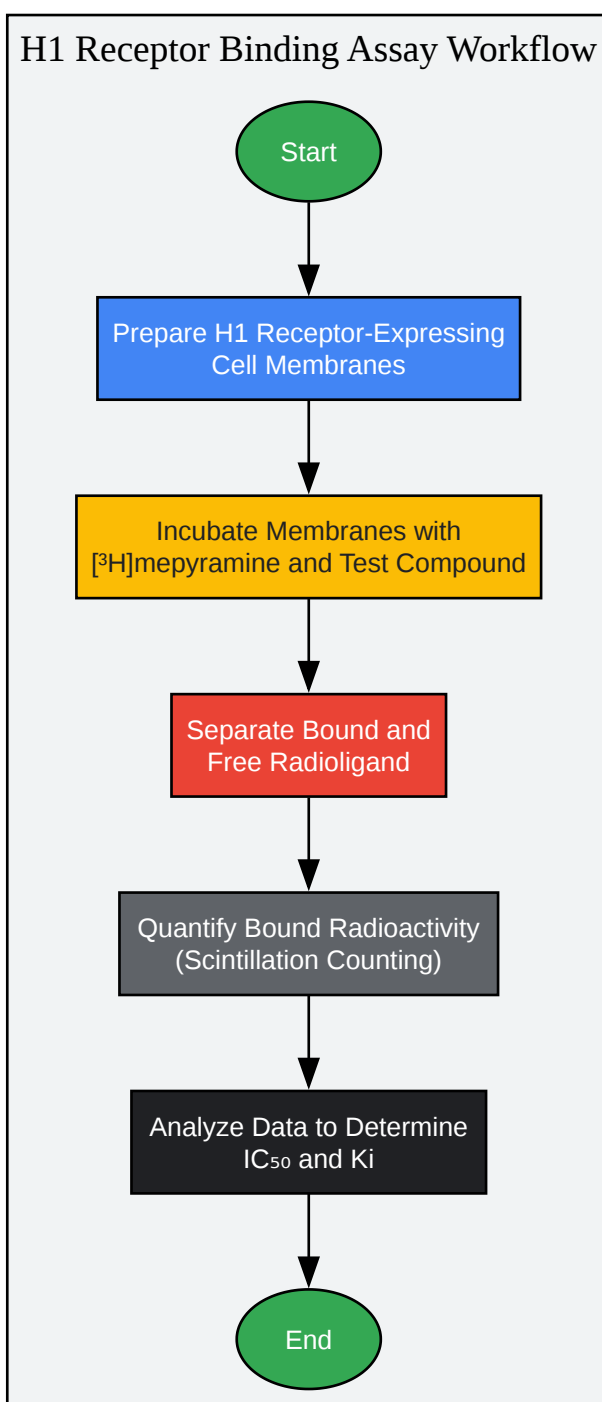 H1 Receptor Binding Assay Workflow
Start
Prepare H1 Receptor-Expressing
Cell Membranes
Incubate Membranes with
[³H]mepyramine and Test Compound
Separate Bound and
Free Radioligand
Quantify Bound Radioactivity
(Scintillation Counting)
Analyze Data to Determine
IC₅₀ and Ki
End